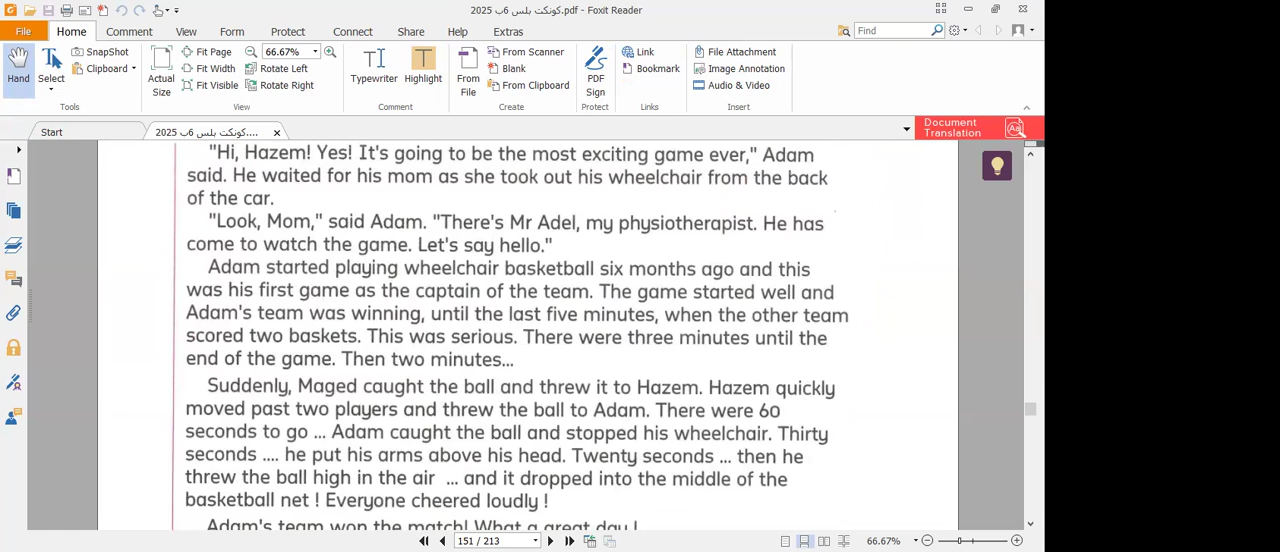 كونكت بلس 6ب 2025.pdf - Foxit Reader
File Home Comment View Form Protect Connect Share Help Extras Find
SnapShot Fit Page 66.67% From Scanner Link File Attachment
Hand Select Clipboard Actual Size Fit Width Rotate Left Typewriter Highlight From File Blank PDF Sign Bookmark Image Annotation
Fit Visible Rotate Right From Clipboard Audio & Video
Tools View Comment Create Protect Links Insert
Start كونكت بلس 6ب 2025.... Document Translation
"Hi, Hazem! Yes! It's going to be the most exciting game ever," Adam
said. He waited for his mom as she took out his wheelchair from the back
of the car.
"Look, Mom," said Adam. "There's Mr Adel, my physiotherapist. He has
come to watch the game. Let's say hello."
Adam started playing wheelchair basketball six months ago and this
was his first game as the captain of the team. The game started well and
Adam's team was winning, until the last five minutes, when the other team
scored two baskets. This was serious. There were three minutes until the
end of the game. Then two minutes...
Suddenly, Maged caught the ball and threw it to Hazem. Hazem quickly
moved past two players and threw the ball to Adam. There were 60
seconds to go ... Adam caught the ball and stopped his wheelchair. Thirty
seconds .... he put his arms above his head. Twenty seconds ... then he
threw the ball high in the air ... and it dropped into the middle of the
basketball net ! Everyone cheered loudly !
Adam's team won the match! What a great day !
151 / 213 66.67%